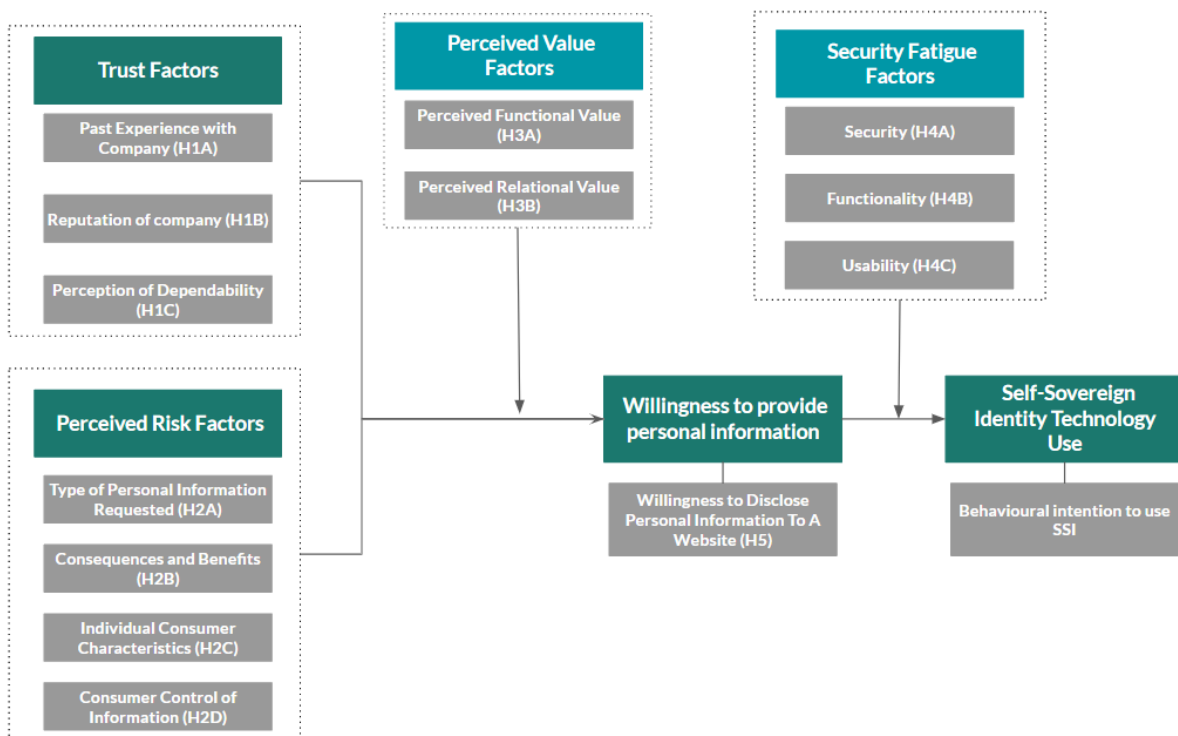 Trust Factors
Past Experience with
Company (H1A)
Reputation of company (H1B)
Perception of Dependability
(H1C)
Perceived Value
Factors
Perceived Functional Value
(H3A)
Perceived Relational Value
(H3B)
Security Fatigue
Factors
Security (H4A)
Functionality (H4B)
Usability (H4C)
Perceived Risk Factors
Type of Personal Information
Requested (H2A)
Consequences and Benefits
(H2B)
Individual Consumer
Characteristics (H2C)
Consumer Control of
Information (H2D)
Willingness to provide
personal information
Willingness to Disclose
Personal Information To A
Website (H5)
Self-Sovereign
Identity Technology
Use
Behavioural intention to use
SSI